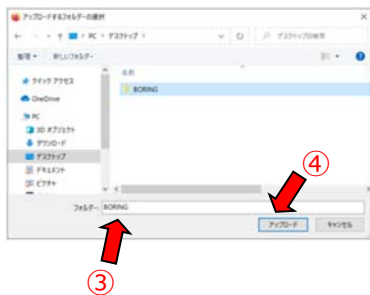 アップロードするフォルダーの選択
PC > デスクトップ >
デスクトップの検索
整理 新しいフォルダー
名前
クイック アクセス
BORING
OneDrive
PC
3D オブジェクト
ダウンロード
デスクトップ
ドキュメント
ピクチャ
④
フォルダー: BORING
アップロード キャンセル
③